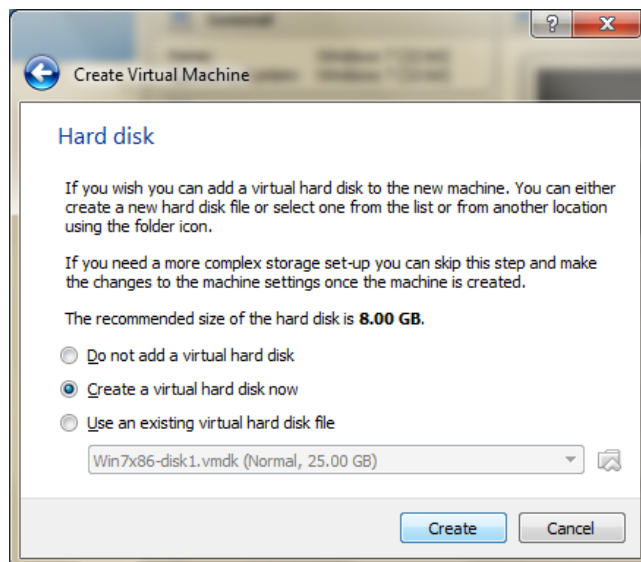 ?
X
Create Virtual Machine
Hard disk
If you wish you can add a virtual hard disk to the new machine. You can either
create a new hard disk file or select one from the list or from another location
using the folder icon.
If you need a more complex storage set-up you can skip this step and make
the changes to the machine settings once the machine is created.
The recommended size of the hard disk is 8.00 GB.
Do not add a virtual hard disk
Create a virtual hard disk now
Use an existing virtual hard disk file
Win7x86-disk1.vmdk (Normal, 25.00 GB)
Create
Cancel